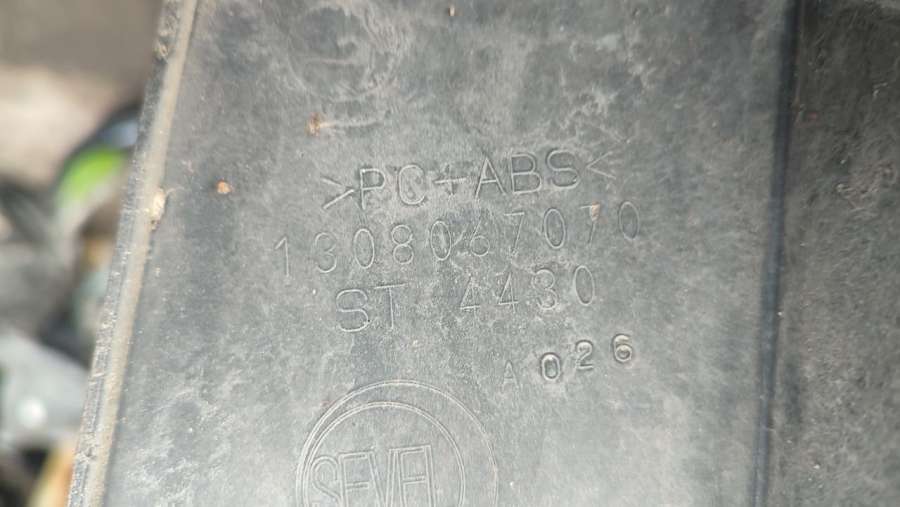 >PC+ABS<
1308067070
ST 4430
A 026
SEVEL